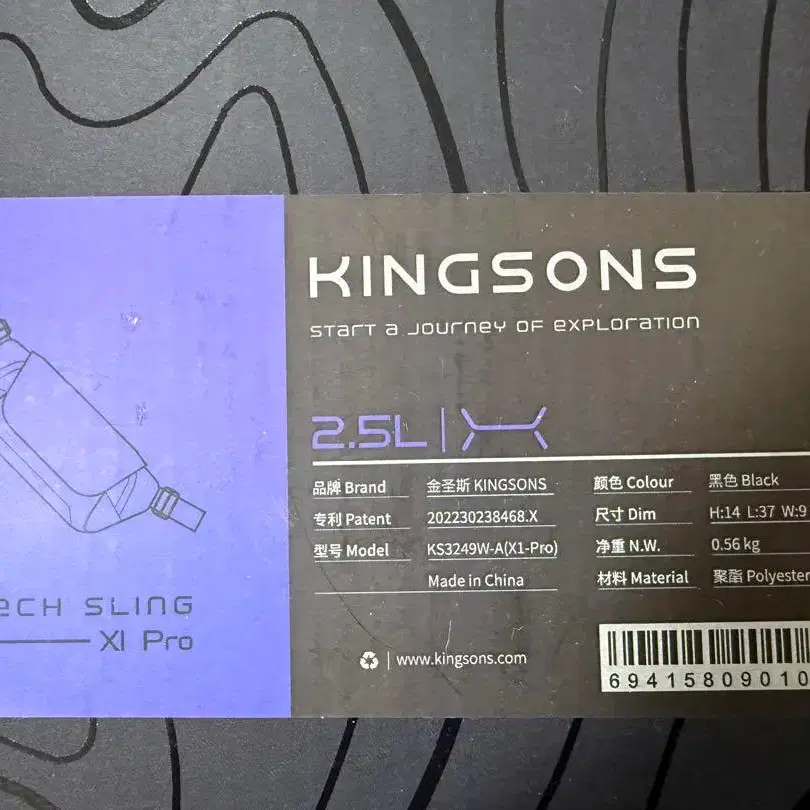 KINGSONS
START A JOURNEY OF EXPLORATION
2.5L
品牌 Brand 金圣斯 KINGSONS
专利 Patent 202230238468.X
型号 Model KS3249W-A(X1-Pro)
Made in China
颜色 Colour 黑色 Black
尺寸 Dim H:14 L:37 W:9
净重 N.W. 0.56 kg
材料 Material 聚酯 Polyester
www.kingsons.com
69415809010
SLING
X1 Pro